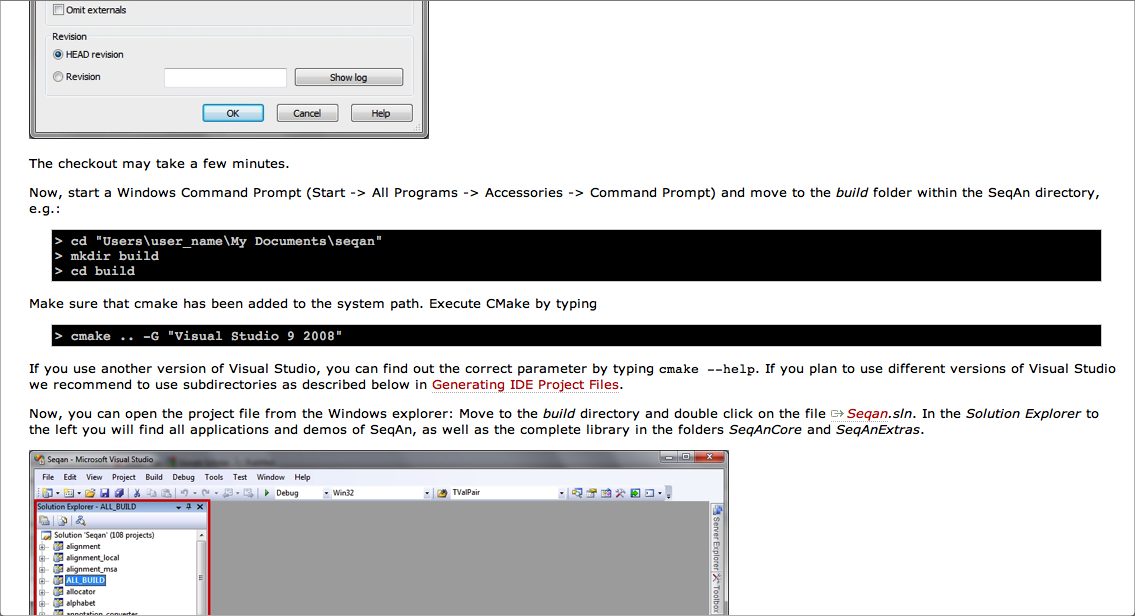 Omit externals
Revision
HEAD revision
Revision
Show log
OK Cancel Help
The checkout may take a few minutes.
Now, start a Windows Command Prompt (Start -> All Programs -> Accessories -> Command Prompt) and move to the build folder within the SeqAn directory,
e.g.:
> cd "Users\user_name\My Documents\seqan"
> mkdir build
> cd build
Make sure that cmake has been added to the system path. Execute CMake by typing
> cmake .. -G "Visual Studio 9 2008"
If you use another version of Visual Studio, you can find out the correct parameter by typing cmake --help. If you plan to use different versions of Visual Studio
we recommend to use subdirectories as described below in Generating IDE Project Files.
Now, you can open the project file from the Windows explorer: Move to the build directory and double click on the file Seqan.sln. In the Solution Explorer to
the left you will find all applications and demos of SeqAn, as well as the complete library in the folders SeqAnCore and SeqAnExtras.
Seqan - Microsoft Visual Studio
File Edit View Project Build Debug Tools Test Window Help
Debug Win32 TValPair
Solution Explorer - ALL_BUILD
Solution 'Seqan' (108 projects)
alignment
alignment_local
alignment_msa
ALL_BUILD
allocator
alphabet
annotation_converter
Server Explorer
Toolbox